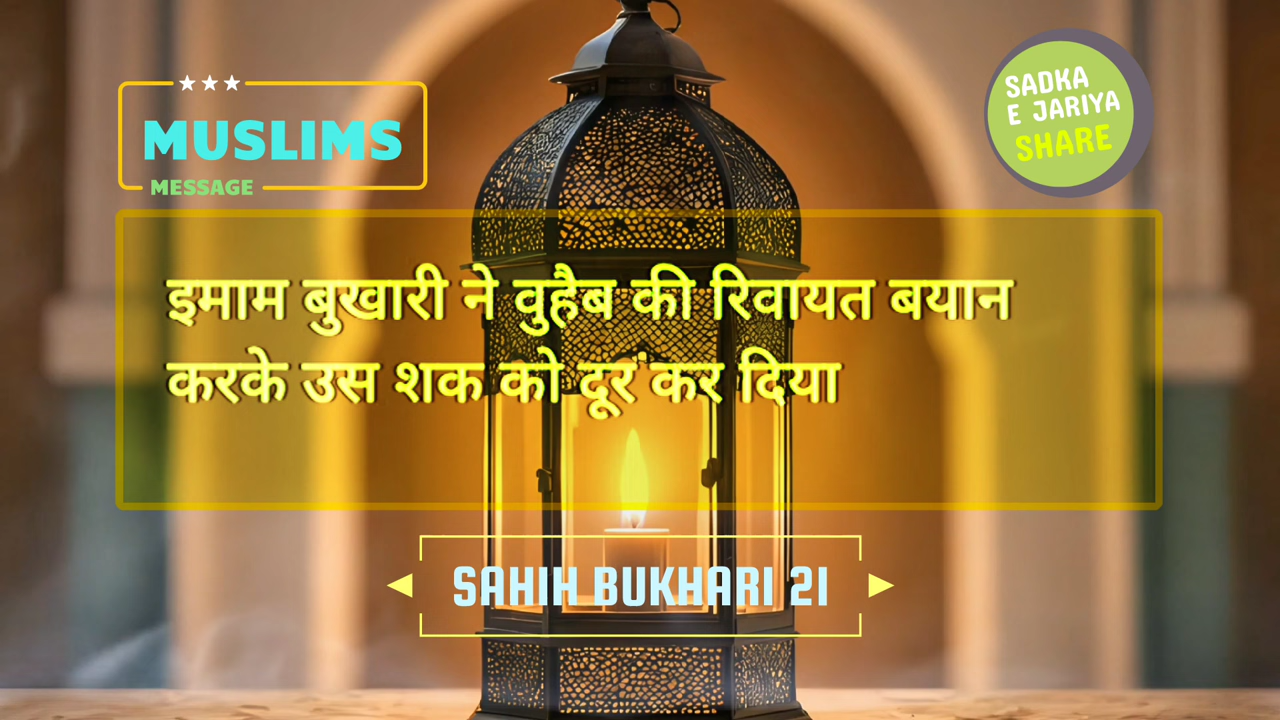 MUSLIMS
MESSAGE
SADKA
E JARIYA
SHARE
इमाम बुखारी ने वुहैब की रिवायत बयान
करके उस शक को दूरं कर दिया
SAHIH BUKHARI 21